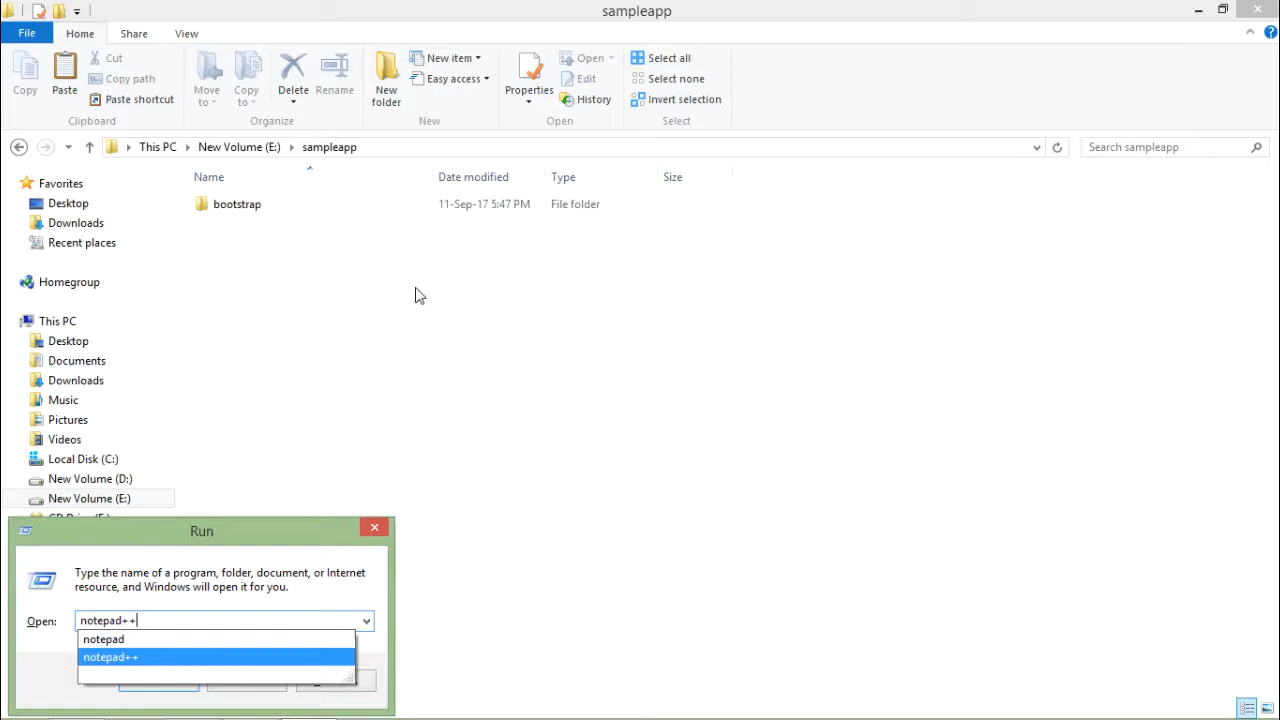 sampleapp
File
Home
Share
View
Copy
Paste
Cut
Copy path
Paste shortcut
Clipboard
Move to
Copy to
Delete
Rename
Organize
New folder
New item
Easy access
New
Properties
Open
Edit
History
Open
Select all
Select none
Invert selection
Select
This PC
New Volume (E:)
sampleapp
Search sampleapp
Name
Date modified
Type
Size
bootstrap
11-Sep-17 5:47 PM
File folder
Favorites
Desktop
Downloads
Recent places
Homegroup
This PC
Desktop
Documents
Downloads
Music
Pictures
Videos
Local Disk (C:)
New Volume (D:)
New Volume (E:)
Run
Type the name of a program, folder, document, or Internet
resource, and Windows will open it for you.
Open:
notepad++
notepad
notepad++